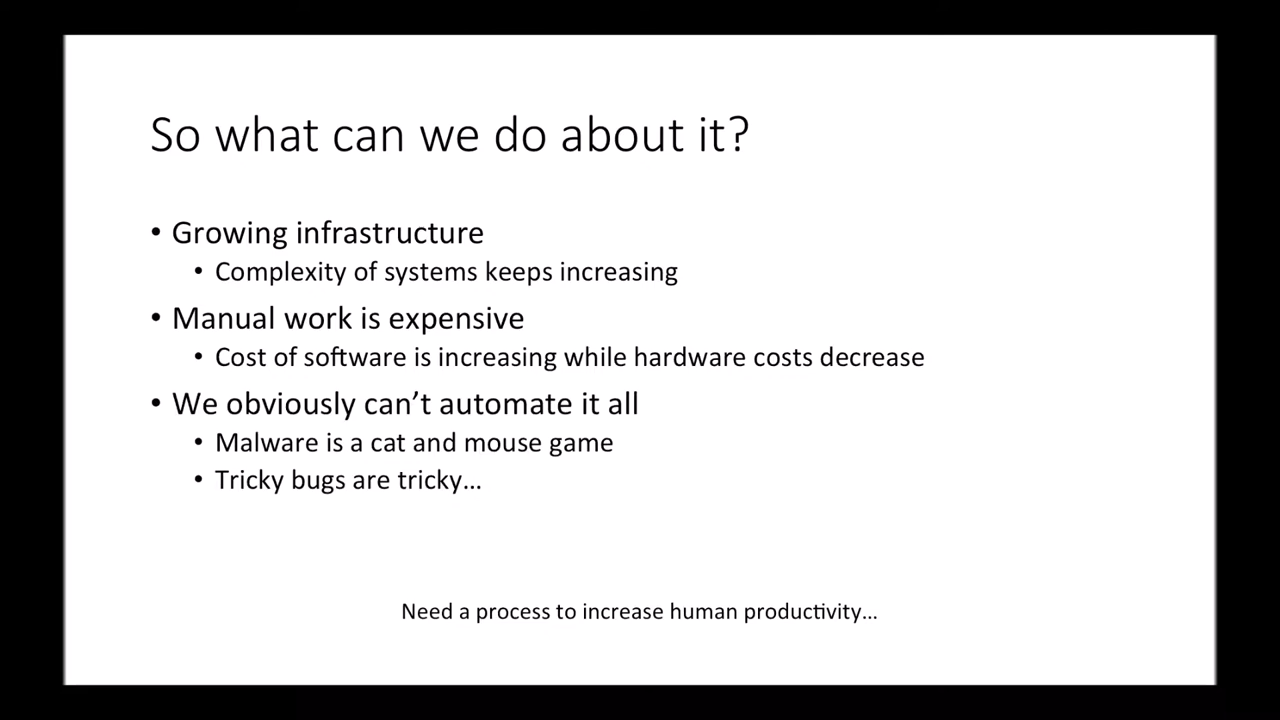 So what can we do about it?
• Growing infrastructure
• Complexity of systems keeps increasing
• Manual work is expensive
• Cost of software is increasing while hardware costs decrease
• We obviously can’t automate it all
• Malware is a cat and mouse game
• Tricky bugs are tricky…
Need a process to increase human productivity…